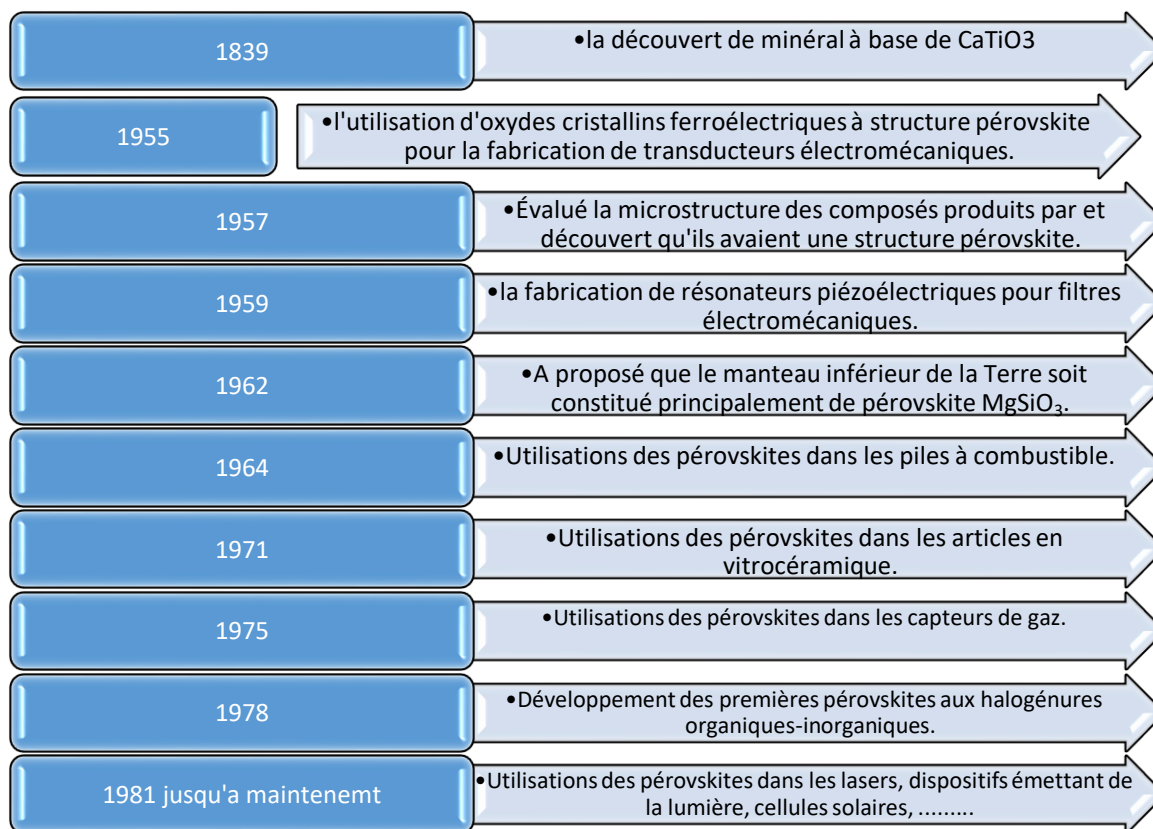 1839
•la découvert de minéral à base de CaTiO3
1955
•l'utilisation d'oxydes cristallins ferroélectriques à structure pérovskite
pour la fabrication de transducteurs électromécaniques.
1957
•Évalué la microstructure des composés produits par et
découvert qu'ils avaient une structure pérovskite.
1959
•la fabrication de résonateurs piézoélectriques pour filtres
électromécaniques.
1962
•A proposé que le manteau inférieur de la Terre soit
constitué principalement de pérovskite MgSiO₃.
1964
•Utilisations des pérovskites dans les piles à combustible.
1971
•Utilisations des pérovskites dans les articles en
vitrocéramique.
1975
•Utilisations des pérovskites dans les capteurs de gaz.
1978
•Développement des premières pérovskites aux halogénures
organiques-inorganiques.
1981 jusqu'a maintenemt
•Utilisations des pérovskites dans les lasers, dispositifs émettant de
la lumière, cellules solaires, .........